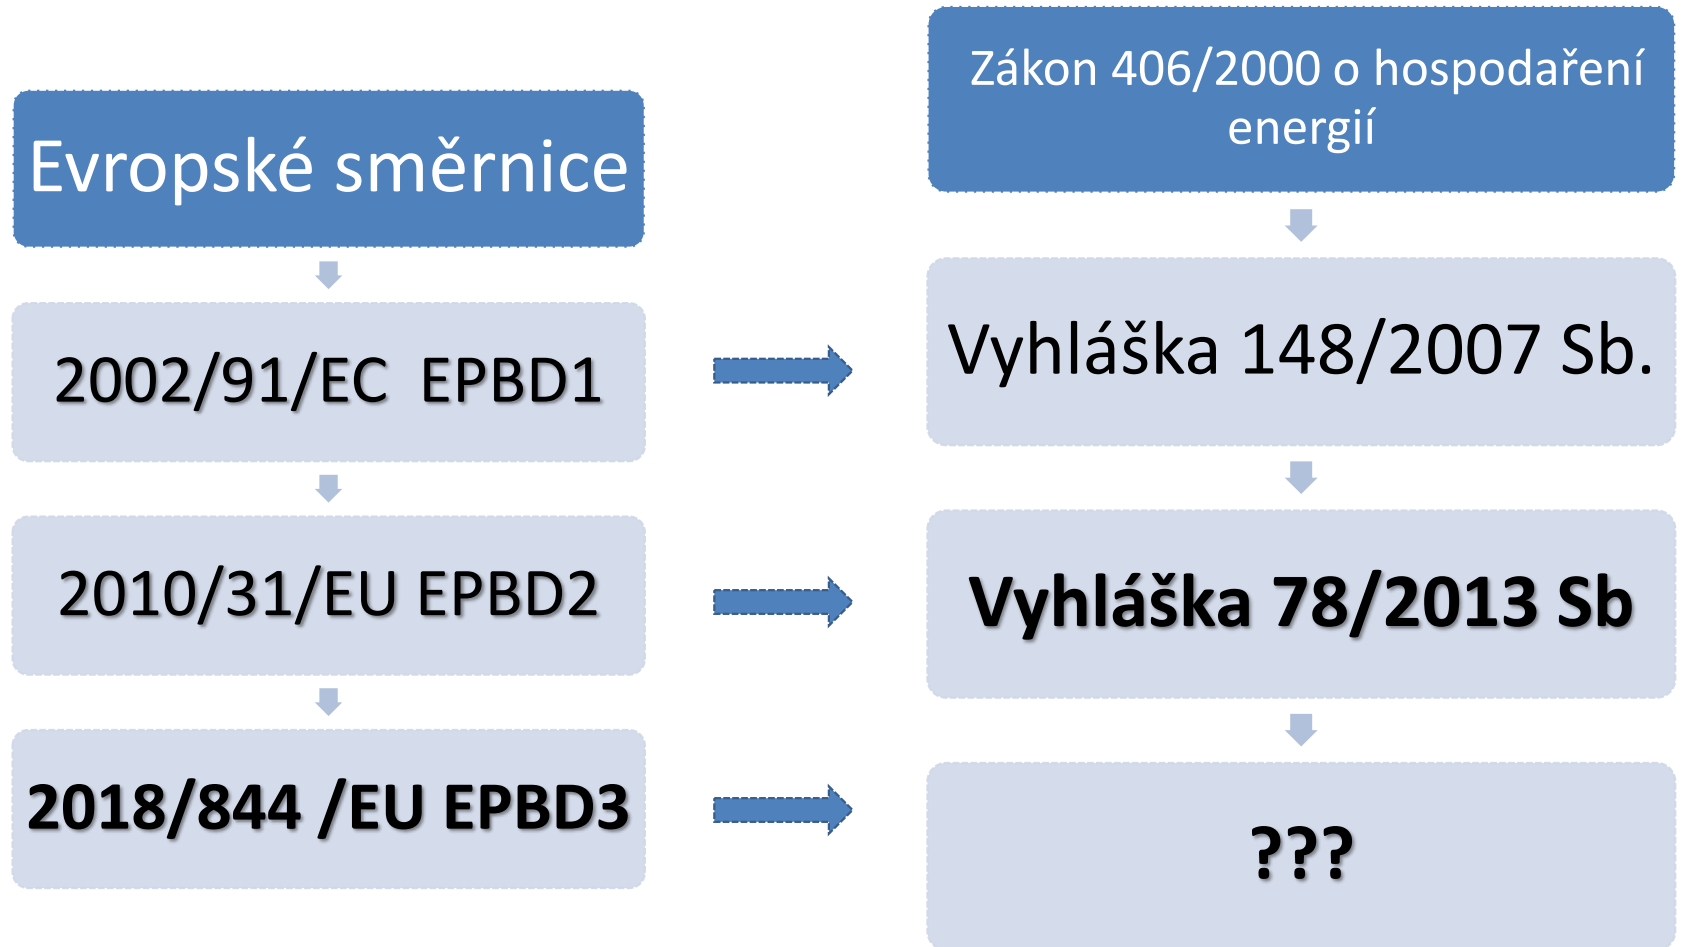 Evropské směrnice
2002/91/EC  EPBD1
2010/31/EU EPBD2
2018/844 /EU EPBD3
Zákon 406/2000 o hospodaření
energií
Vyhláška 148/2007 Sb.
Vyhláška 78/2013 Sb
???